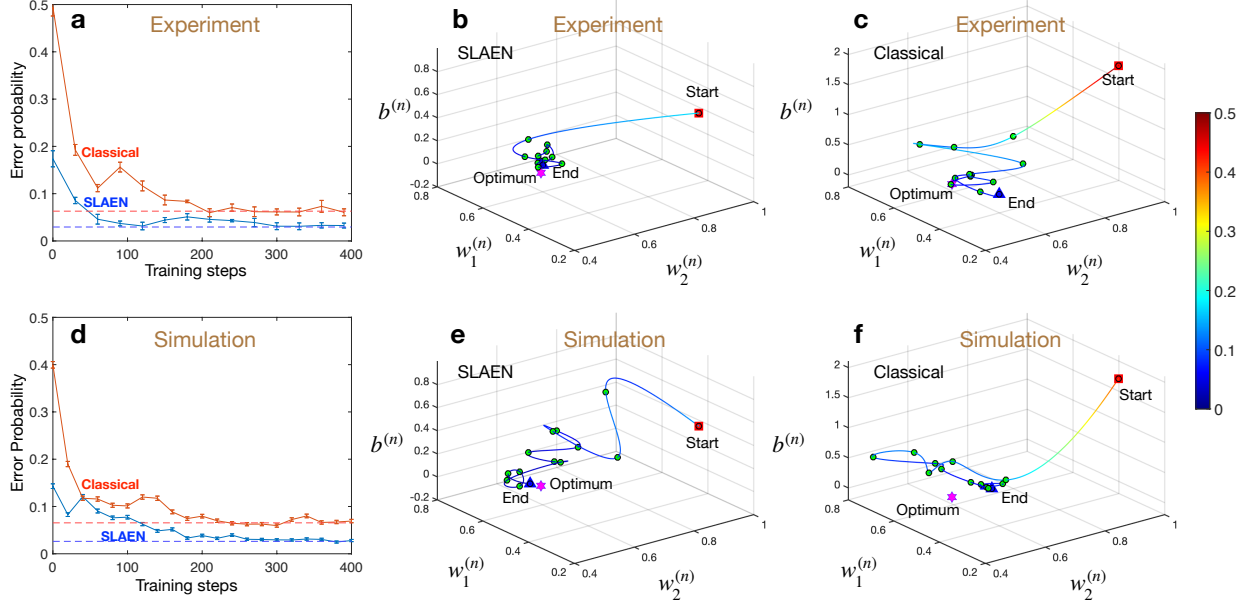 a
Experiment
0.5
0.4
0.3
0.2
0.1
0
Error probability
Classical
SLAEN
0
100
200
300
400
Training steps
b
Experiment
SLAEN
0.8
0.6
0.4
0.2
0
-0.2
b^{(n)}
Start
Optimum
End
0.8
0.6
0.4
0.2
w_1^{(n)}
0.4
0.6
0.8
1
w_2^{(n)}
c
Experiment
Classical
2
1.5
1
0.5
0
b^{(n)}
Start
Optimum
End
0.8
0.6
0.4
0.2
w_1^{(n)}
0.4
0.6
0.8
1
w_2^{(n)}
0.5
0.4
0.3
0.2
0.1
0
d
Simulation
0.5
0.4
0.3
0.2
0.1
0
Error Probability
Classical
SLAEN
0
100
200
300
400
Training steps
e
Simulation
SLAEN
0.8
0.6
0.4
0.2
0
-0.2
b^{(n)}
Start
End
Optimum
0.8
0.6
0.4
0.2
w_1^{(n)}
0.4
0.6
0.8
1
w_2^{(n)}
f
Simulation
Classical
2
1.5
1
0.5
0
b^{(n)}
Start
Optimum
End
0.8
0.6
0.4
0.2
w_1^{(n)}
0.4
0.6
0.8
1
w_2^{(n)}